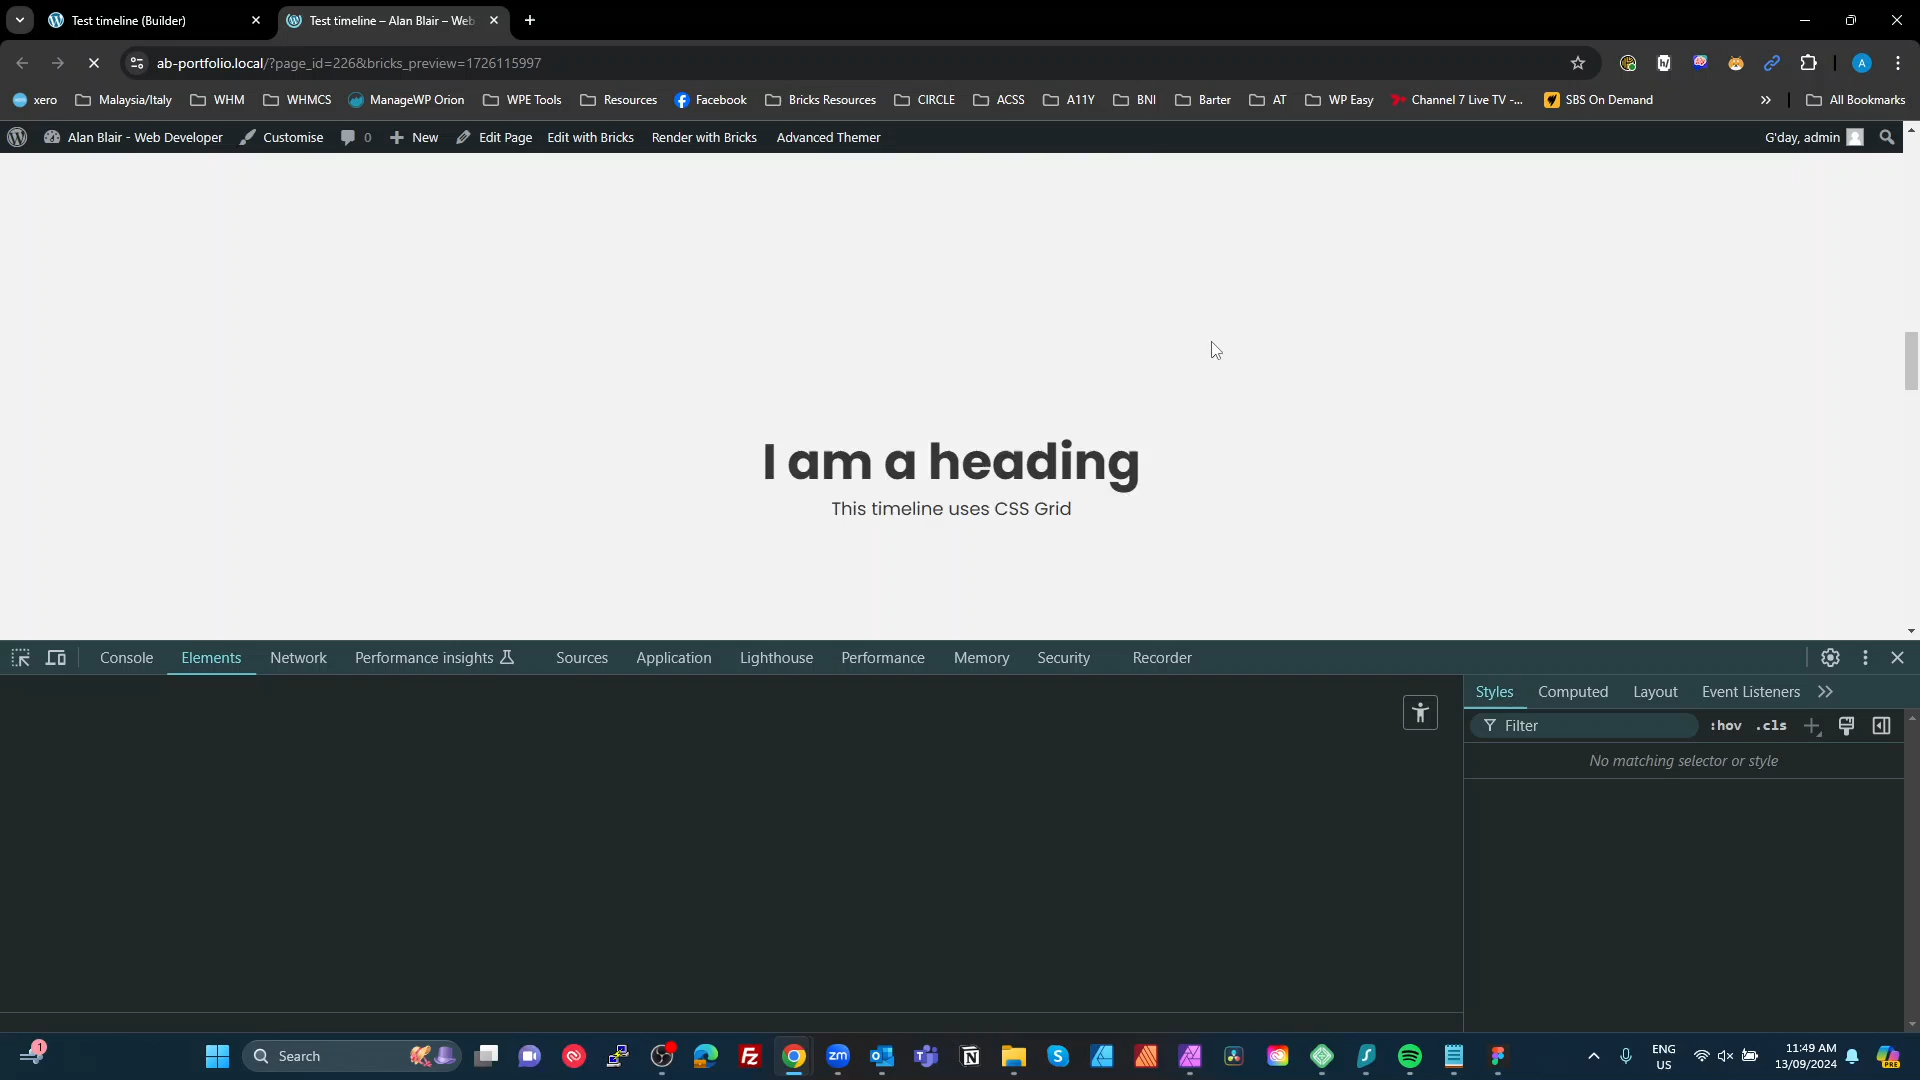 Test timeline (Builder)
Test timeline – Alan Blair – Web
ab-portfolio.local/?page_id=226&bricks_preview=1726115997
A
xero
Malaysia/Italy
WHM
WHMCS
ManageWP Orion
WPE Tools
Resources
Facebook
Bricks Resources
CIRCLE
ACSS
A11Y
BNI
Barter
AT
WP Easy
Channel 7 Live TV -...
SBS On Demand
»
All Bookmarks
Alan Blair - Web Developer
Customise
0
New
Edit Page
Edit with Bricks
Render with Bricks
Advanced Themer
G'day, admin
I am a heading
This timeline uses CSS Grid
Console
Elements
Network
Performance insights
Sources
Application
Lighthouse
Performance
Memory
Security
Recorder
Styles
Computed
Layout
Event Listeners
Filter
:hov
.cls
No matching selector or style
1
Search
Fz
zm
ENG
US
11:49 AM
13/09/2024
PRE